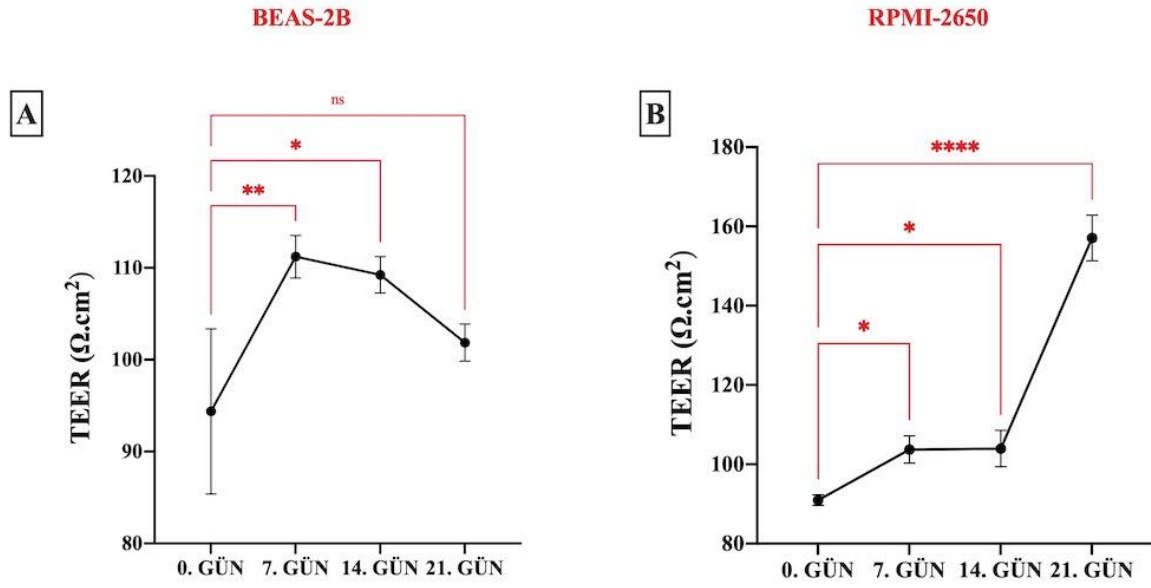 BEAS-2B
A
ns
*
**
TEER (Ω.cm²)
120
110
100
90
80
0. GÜN 7. GÜN 14. GÜN 21. GÜN
RPMI-2650
B
****
*
*
TEER (Ω.cm²)
180
160
140
120
100
80
0. GÜN 7. GÜN 14. GÜN 21. GÜN